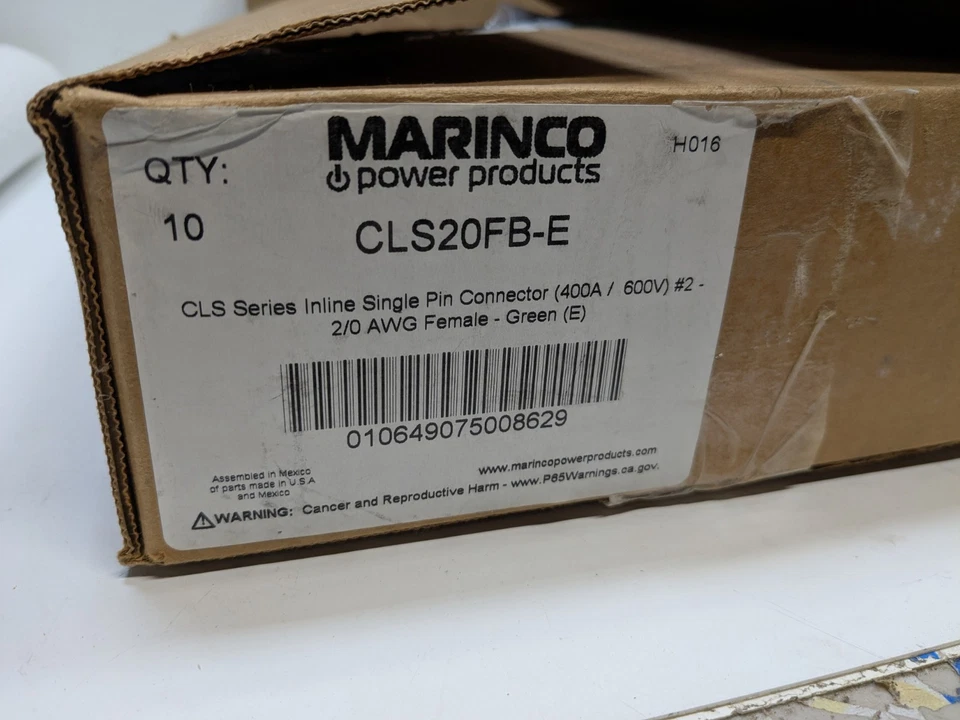 MARINCO
power products
H016
QTY:
10
CLS20FB-E
CLS Series Inline Single Pin Connector (400A / 600V) #2 -
2/0 AWG Female - Green (E)
010649075008629
Assembled in Mexico
of parts made in U.S.A
and Mexico
www.marincopowerproducts.com
WARNING: Cancer and Reproductive Harm - www.P65Warnings.ca.gov.